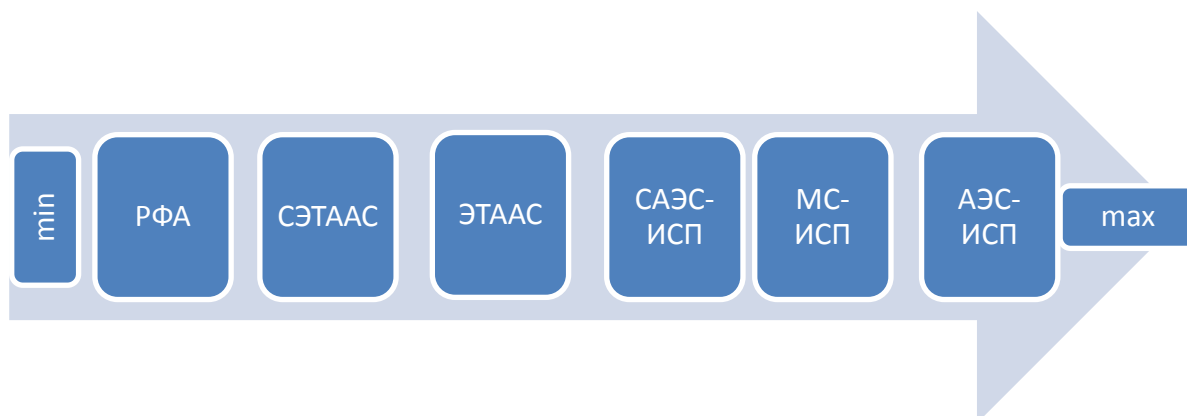 min
РФА
СЭТААС
ЭТААС
САЭС-
ИСП
МС-
ИСП
АЭС-
ИСП
max